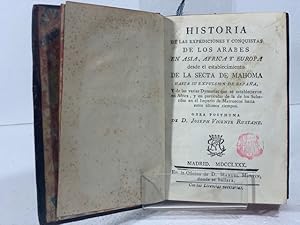 HISTORIA
DE LAS EXPEDICIONES Y CONQUISTAS
DE LOS ARABES
EN ASIA, AFRICA Y EUROPA
desde el establecimiento
DE LA SECTA DE MAHOMA
HASTA SU EXPULSION DE ESPAÑA,
Y de las varias Dynastías que se establecieron
en Africa, y en particular de la de los
en el Imperio de Marruecos hasta
estos últimos tiempos.
OBRA POSTHUMA
DE D. JOSEPH VICENTE RUSTANT.
MADRID. MDCCLXXX.
En la Oficina de D. MANUEL MARTIN,
donde se hallará.
Con las Licencias necesarias.